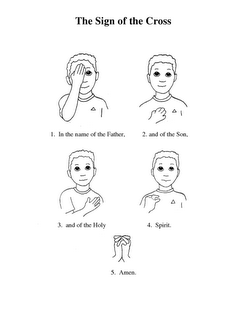 The Sign of the Cross
1. In the name of the Father,
2. and of the Son,
3. and of the Holy
4. Spirit.
5. Amen.